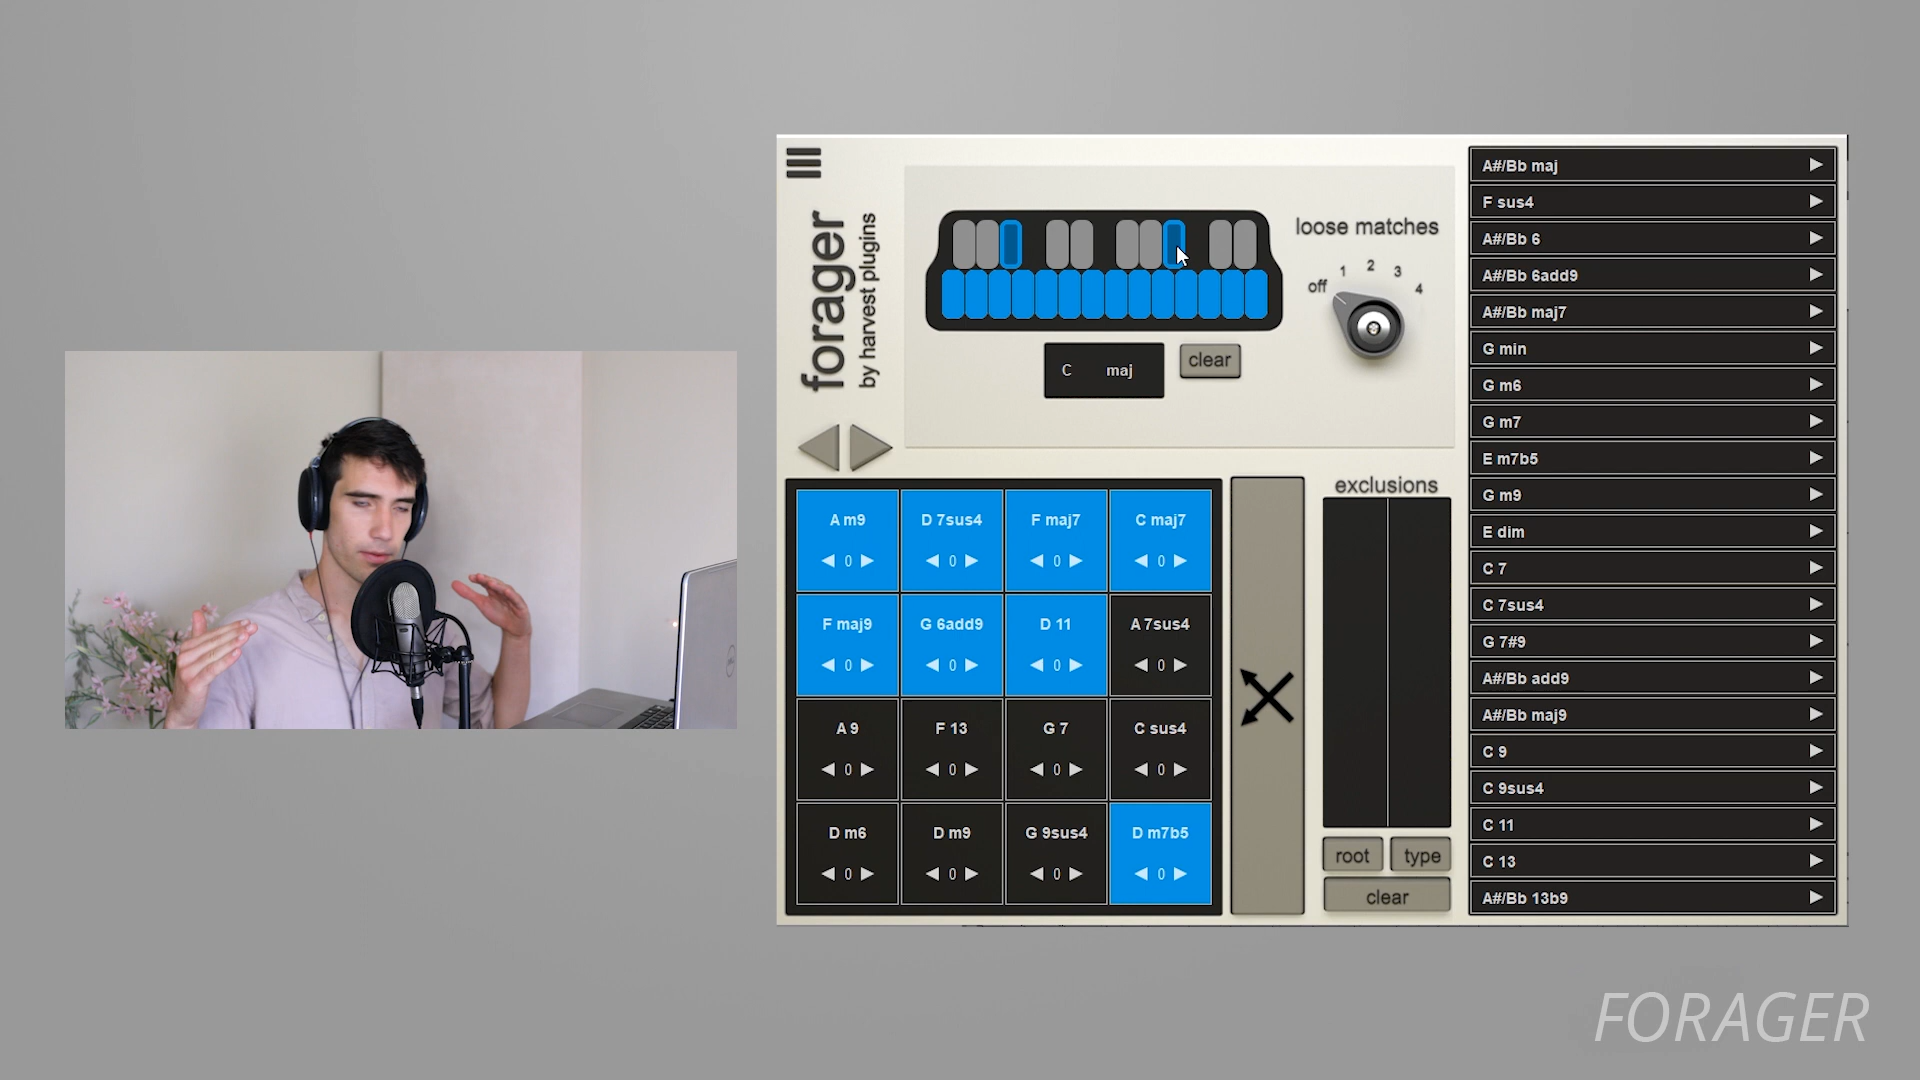 forager
by harvest plugins
loose matches
off 1 2 3 4
C maj
clear
A m9
D 7sus4
F maj7
C maj7
0
0
0
0
F maj9
G 6add9
D 11
A 7sus4
0
0
0
0
A 9
F 13
G 7
C sus4
0
0
0
0
D m6
D m9
G 9sus4
D m7b5
0
0
0
0
exclusions
root
type
clear
A#/Bb maj
F sus4
A#/Bb 6
A#/Bb 6add9
A#/Bb maj7
G min
G m6
G m7
E m7b5
G m9
E dim
C 7
C 7sus4
G 7#9
A#/Bb add9
A#/Bb maj9
C 9
C 9sus4
C 11
C 13
A#/Bb 13b9
FORAGER